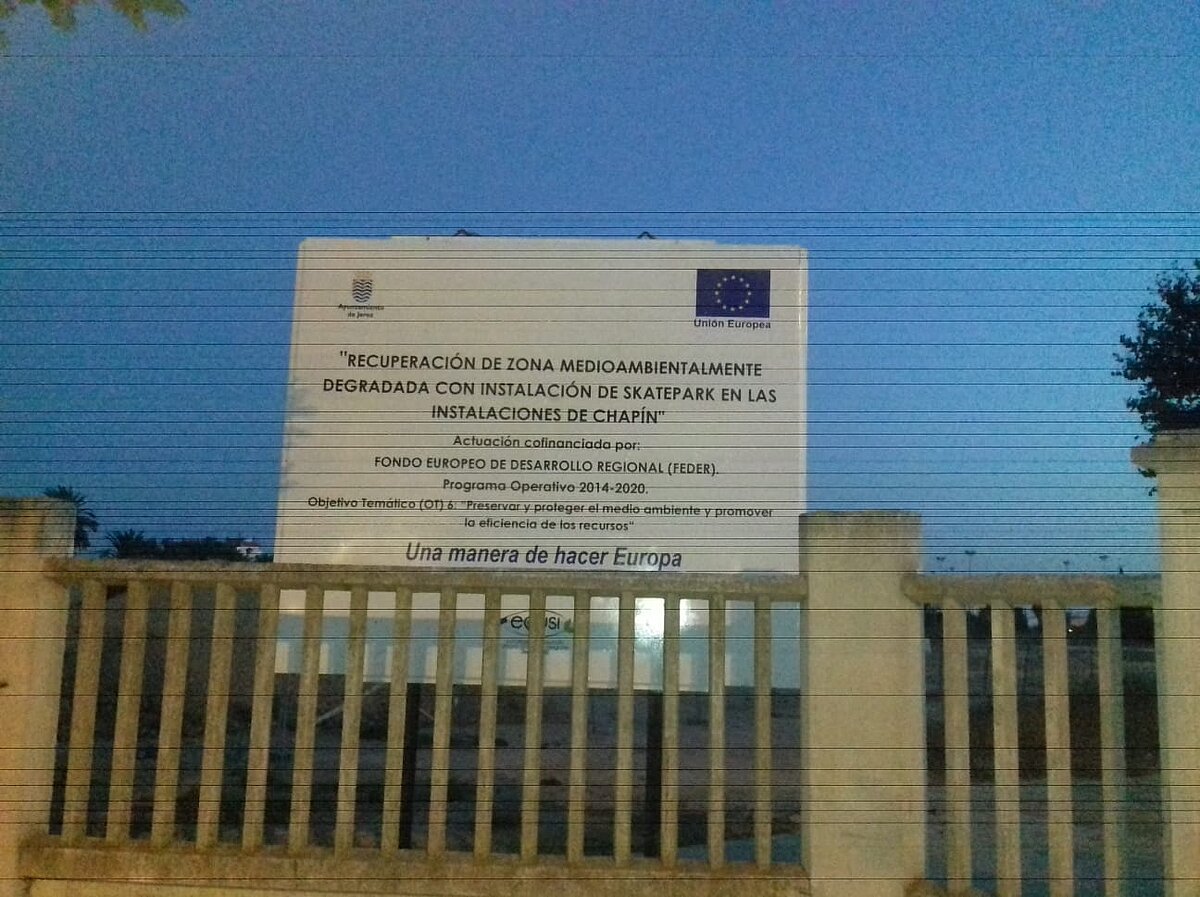 Ayuntamiento
de Jerez
Unión Europea
"RECUPERACIÓN DE ZONA MEDIOAMBIENTALMENTE
DEGRADADA CON INSTALACIÓN DE SKATEPARK EN LAS
INSTALACIONES DE CHAPÍN"
Actuación cofinanciada por:
FONDO EUROPEO DE DESARROLLO REGIONAL (FEDER).
Programa Operativo 2014-2020.
Objetivo Temático (OT) 6: "Preservar y proteger el medio ambiente y promover
la eficiencia de los recursos"
Una manera de hacer Europa